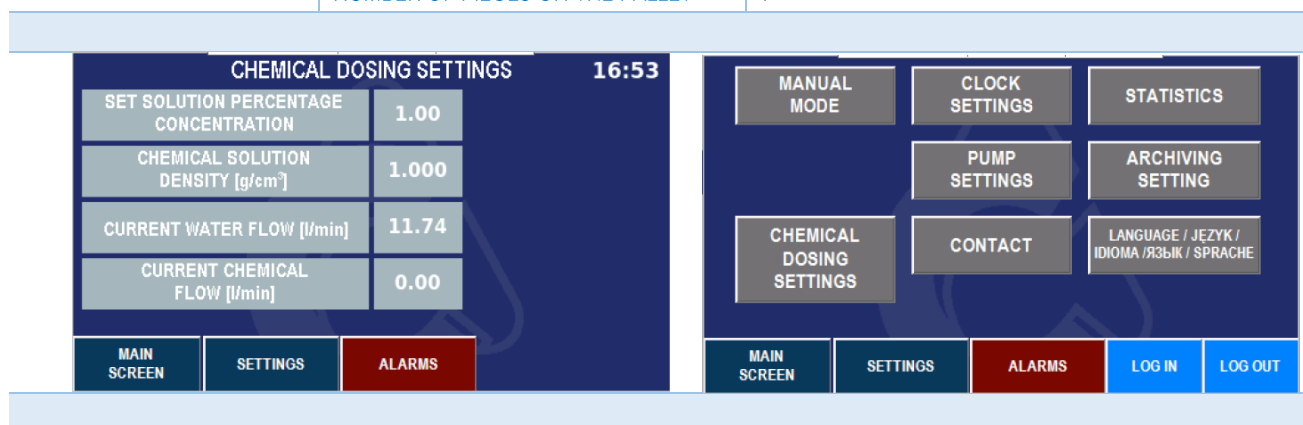 CHEMICAL DOSING SETTINGS 16:53
SET SOLUTION PERCENTAGE
CONCENTRATION
1.00
CHEMICAL SOLUTION
DENSITY [g/cm³]
1.000
CURRENT WATER FLOW [l/min]
11.74
CURRENT CHEMICAL
FLOW [l/min]
0.00
MAIN
SCREEN
SETTINGS
ALARMS
MANUAL
MODE
CLOCK
SETTINGS
STATISTICS
PUMP
SETTINGS
ARCHIVING
SETTING
CHEMICAL
DOSING
SETTINGS
CONTACT
LANGUAGE / JĘZYK /
IDIOMA /ЯЗЫК / SPRACHE
MAIN
SCREEN
SETTINGS
ALARMS
LOG IN
LOG OUT